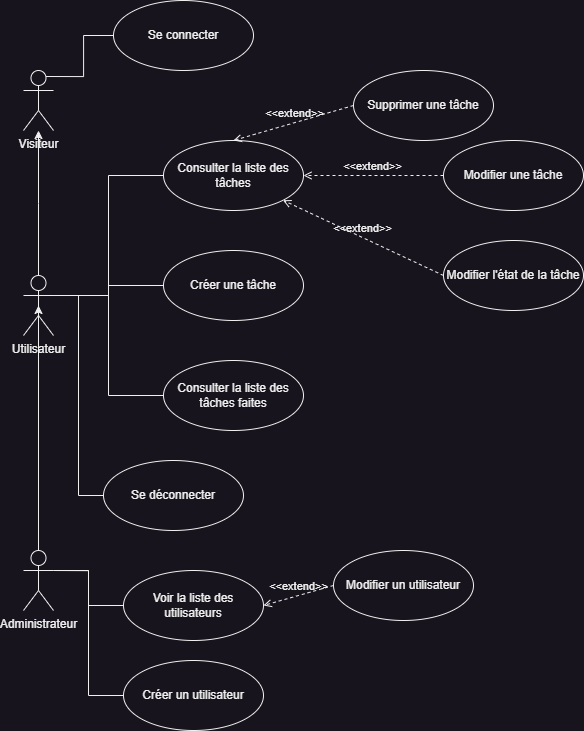 Se connecter
Supprimer une tâche
<<extend>>
Visiteur
Consulter la liste des
tâches
<<extend>>
Modifier une tâche
<<extend>>
Modifier l'état de la tâche
Créer une tâche
Utilisateur
Consulter la liste des
tâches faites
Se déconnecter
Administrateur
Voir la liste des
utilisateurs
<<extend>>
Modifier un utilisateur
Créer un utilisateur